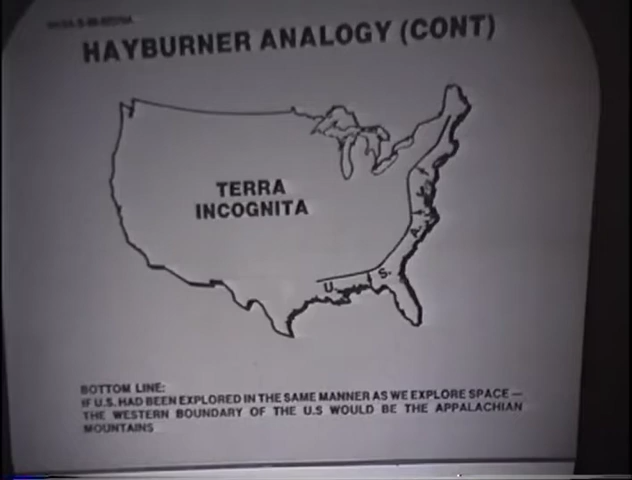 HAYBURNER ANALOGY (CONT)
TERRA
INCOGNITA
U. S. A.
BOTTOM LINE:
IF U.S. HAD BEEN EXPLORED IN THE SAME MANNER AS WE EXPLORE SPACE —
THE WESTERN BOUNDARY OF THE U.S WOULD BE THE APPALACHIAN
MOUNTAINS